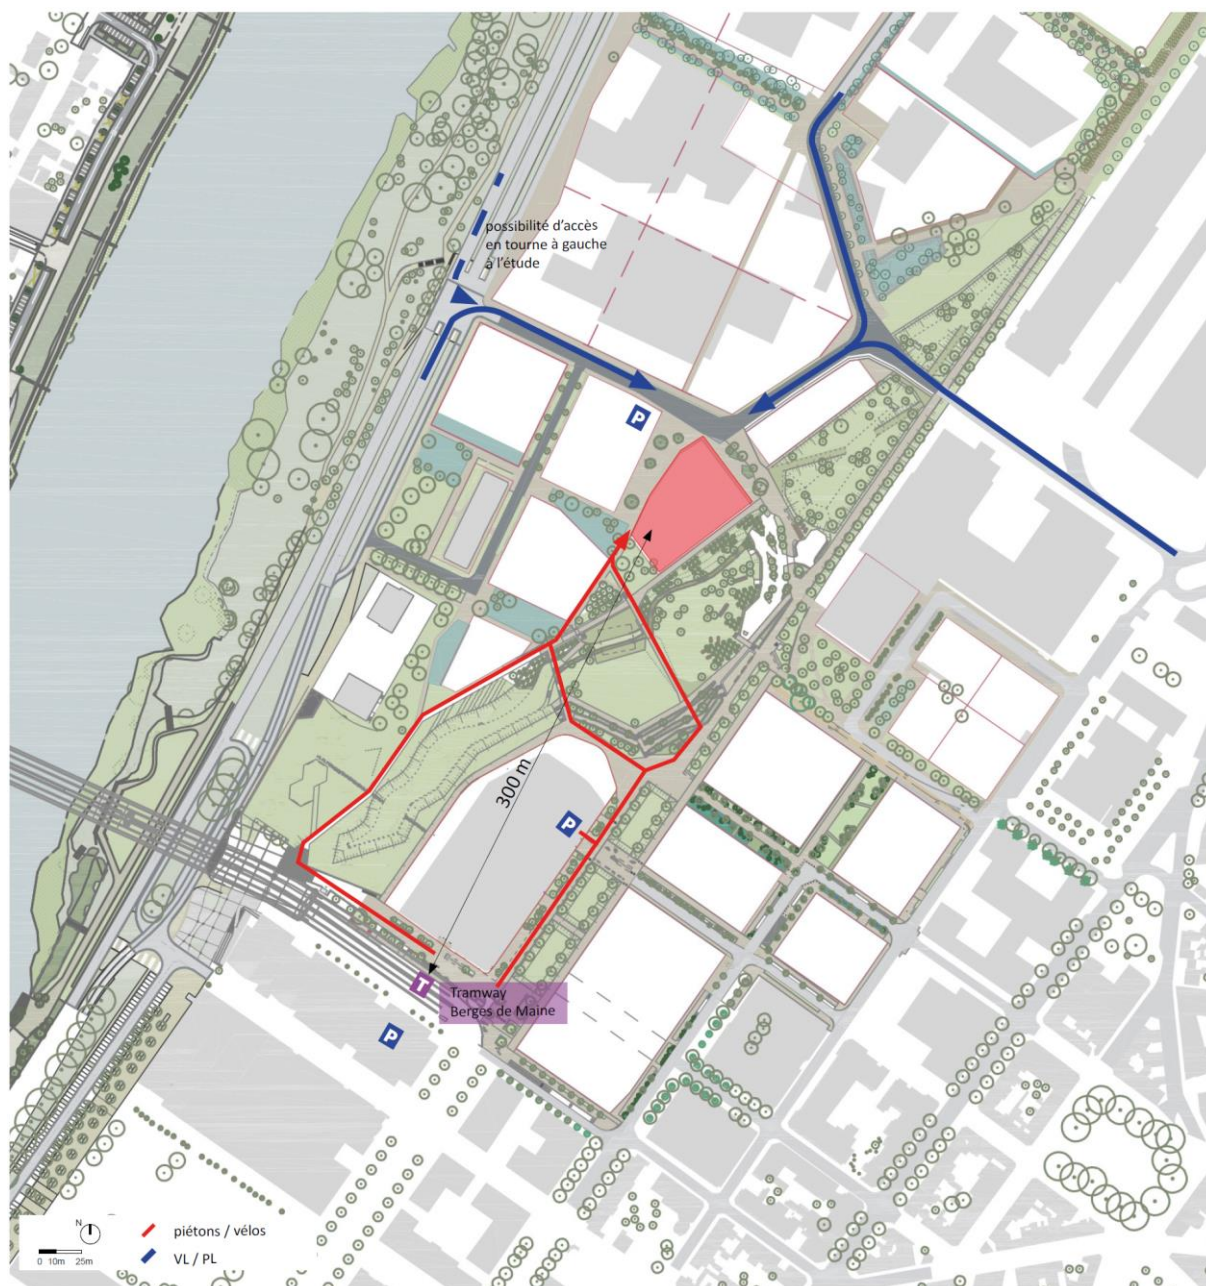 possibilité d'accès
en tourne à gauche
à l'étude
P
300 m
P
T
Tramway
Berges de Maine
P
N
piétons / vélos
0 10m 25m
VL / PL